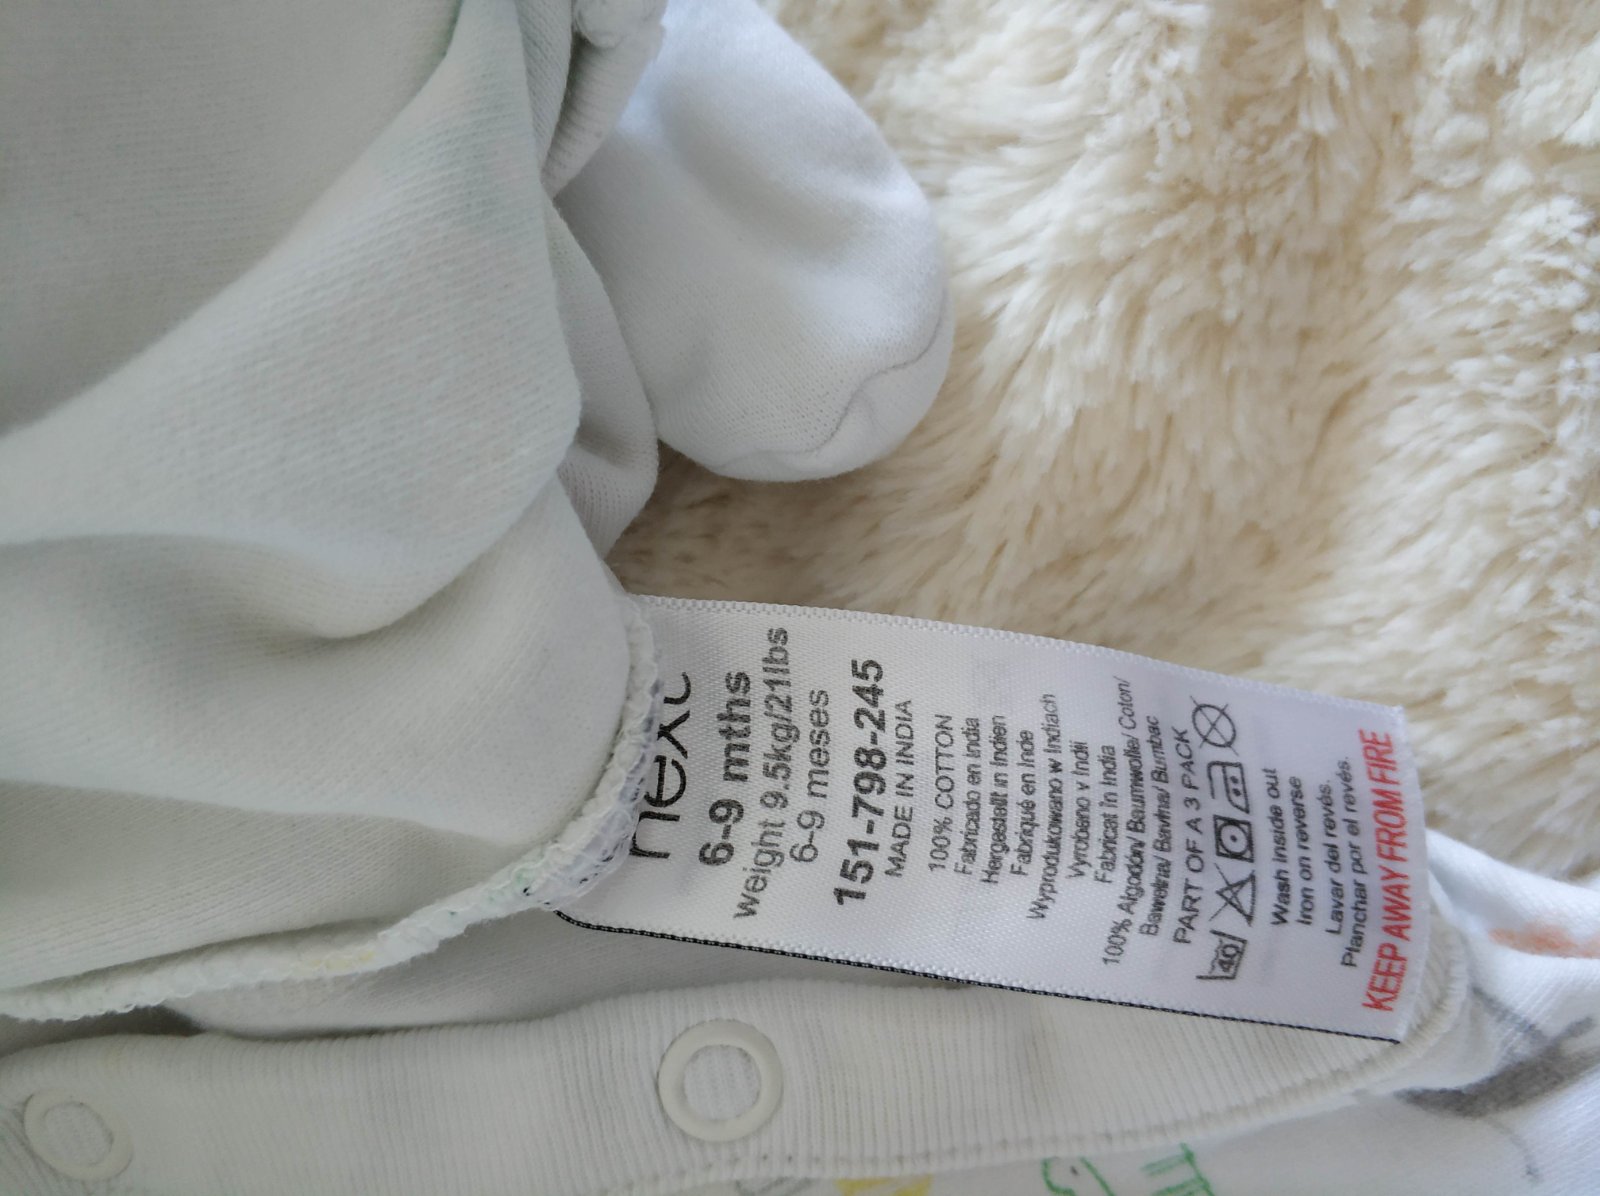 next
6-9 mths
weight 9.5kg/21lbs
6-9 meses
151-798-245
MADE IN INDIA
100% COTTON
Fabricado en India
Hergestellt in Indien
Fabriqué en Inde
Wyprodukowano w Indiach
Vyrobeno v Indii
Fabricat în India
100% Algodón/ Baumwolle/ Coton/
Bawełna/ Bavlna/ Bumbac
PART OF A 3 PACK
40
Wash inside out
Iron on reverse
Lavar del revés.
Planchar por el revés.
KEEP AWAY FROM FIRE